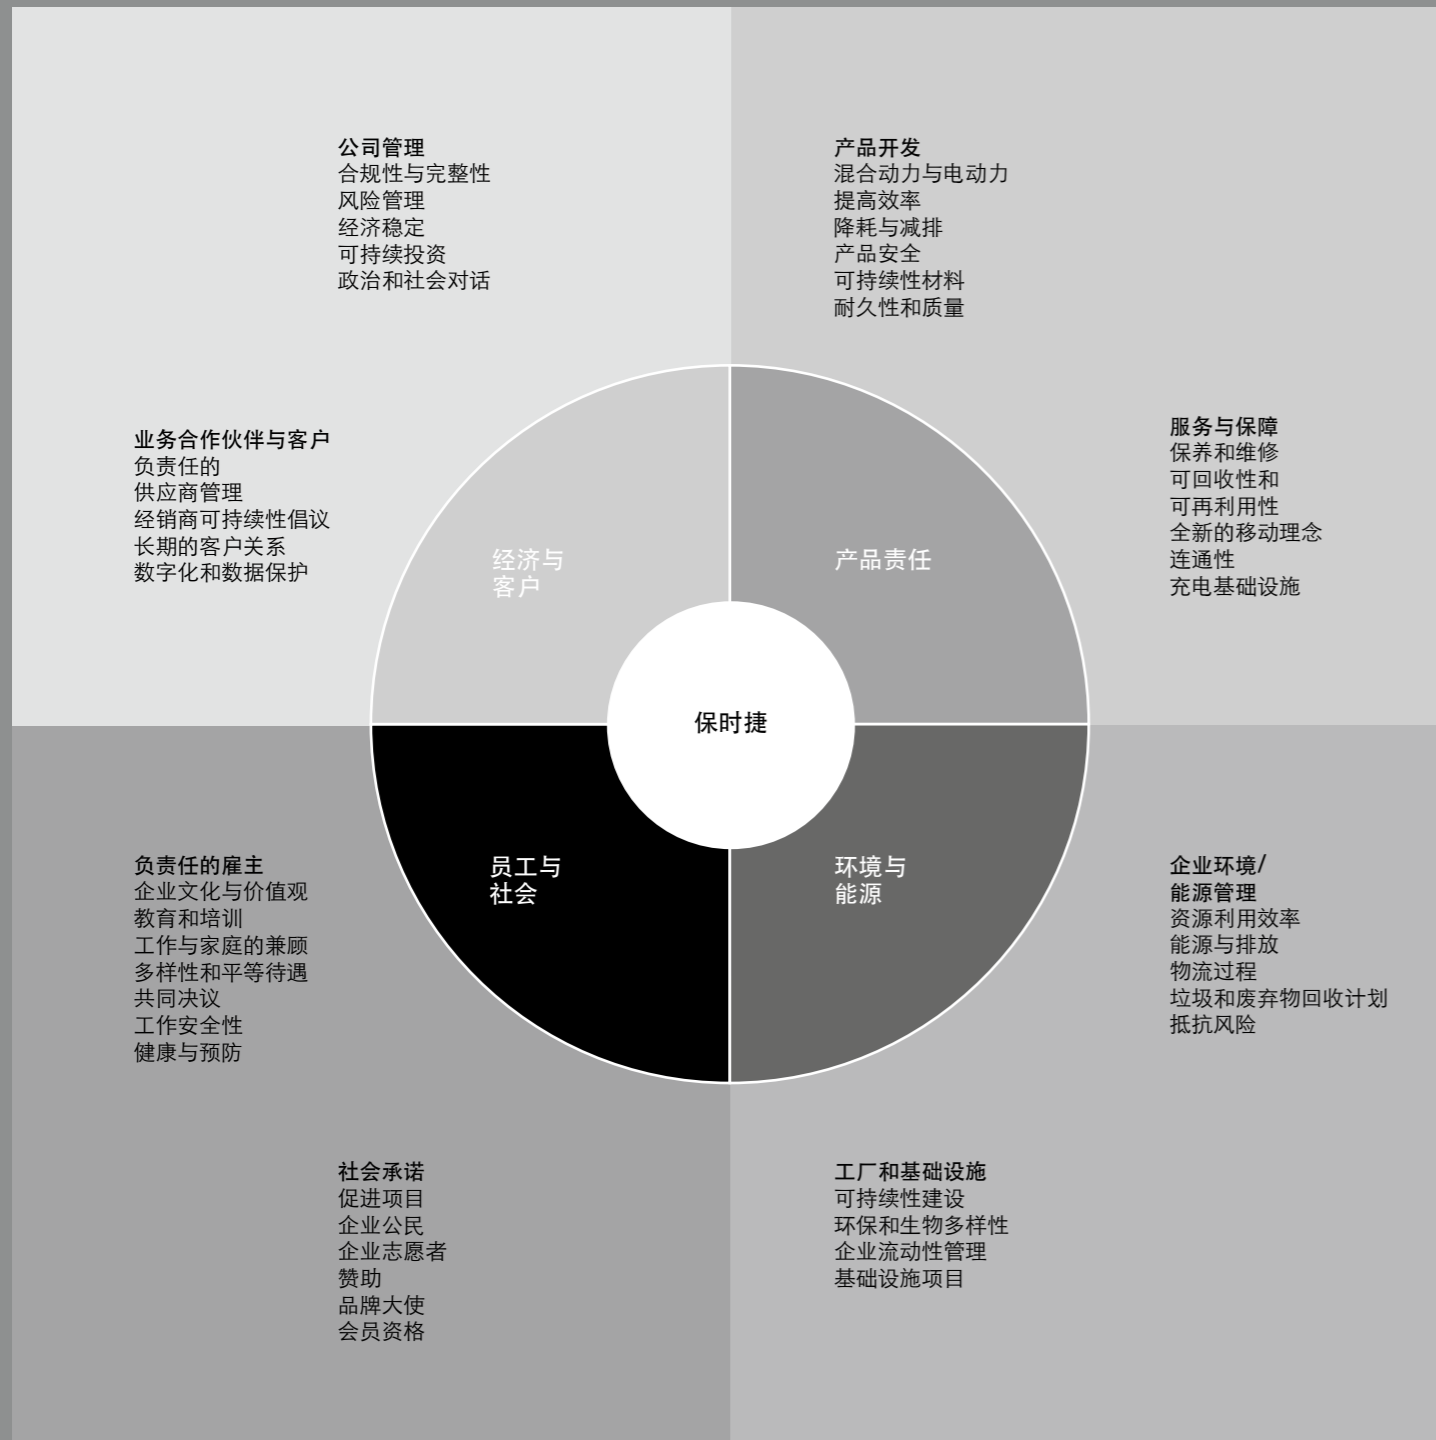 公司管理
合规性与完整性
风险管理
经济稳定
可持续投资
政治和社会对话
产品开发
混合动力与电动力
提高效率
降耗与减排
产品安全
可持续性材料
耐久性和质量
业务合作伙伴与客户
负责任的
供应商管理
经销商可持续性倡议
长期的客户关系
数字化和数据保护
服务与保障
保养和维修
可回收性和
可再利用性
全新的移动理念
连通性
充电基础设施
经济与
客户
产品责任
保时捷
员工与
社会
环境与
能源
负责任的雇主
企业文化与价值观
教育和培训
工作与家庭的兼顾
多样性和平等待遇
共同决议
工作安全性
健康与预防
企业环境/
能源管理
资源利用效率
能源与排放
物流过程
垃圾和废弃物回收计划
抵抗风险
社会承诺
促进项目
企业公民
企业志愿者
赞助
品牌大使
会员资格
工厂和基础设施
可持续性建设
环保和生物多样性
企业流动性管理
基础设施项目